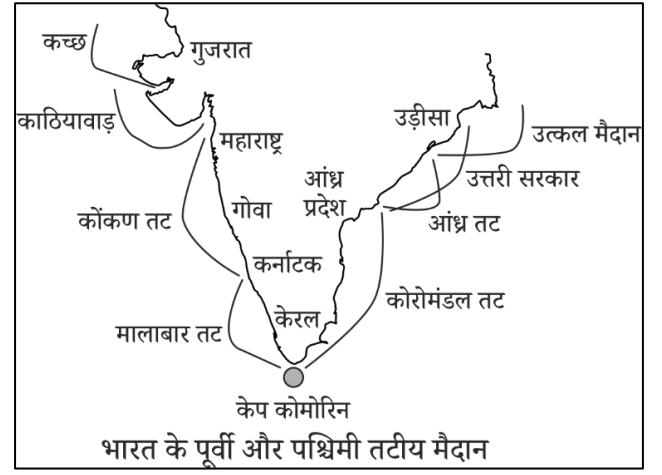 कच्छ
गुजरात
काठियावाड़
महाराष्ट्र
उड़ीसा
उत्कल मैदान
उत्तरी सरकार
आंध्र
प्रदेश
आंध्र तट
गोवा
कोंकण तट
कर्नाटक
कोरोमंडल तट
केरल
मालाबार तट
केप कोमोरिन
भारत के पूर्वी और पश्चिमी तटीय मैदान